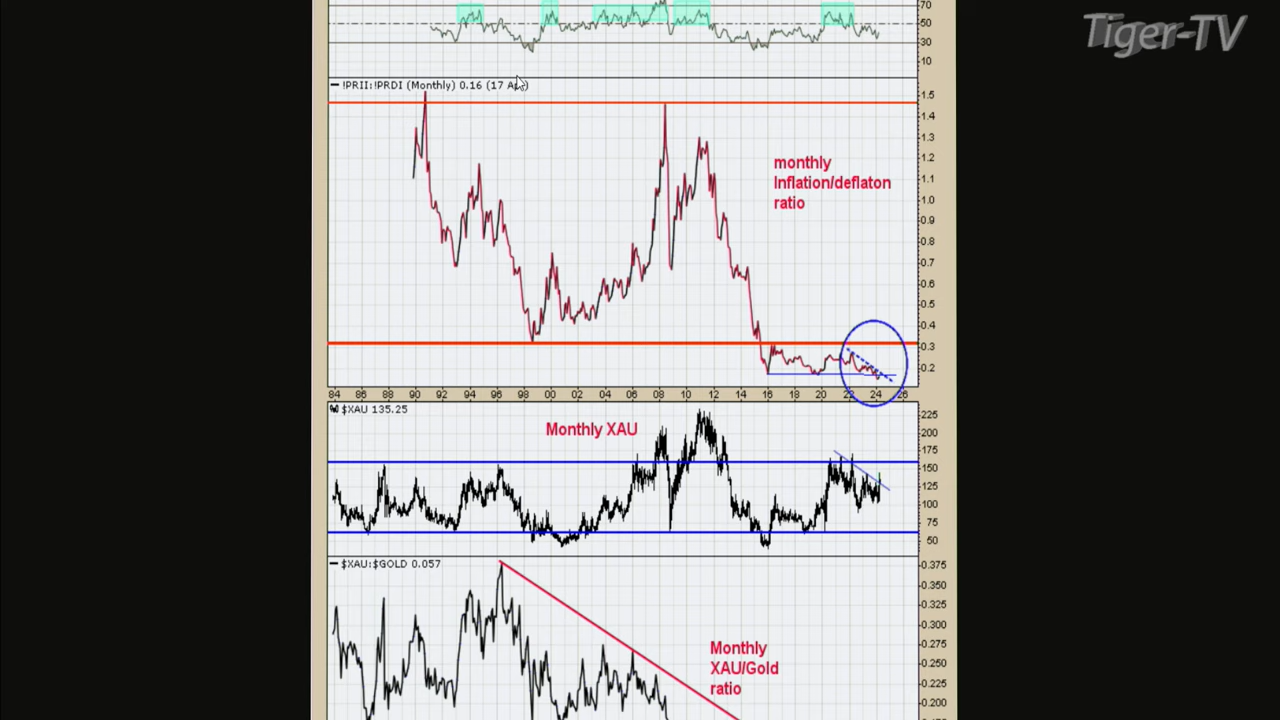 70
Tiger-TV
50
30
10
!PRII:!PRDI (Monthly) 0.16 (17 Apr)
1.5
1.4
1.3
1.2
1.1
1.0
0.9
0.8
0.7
0.6
0.5
0.4
0.3
0.2
monthly
Inflation/deflaton
ratio
84 86 88 90 92 94 96 98 00 02 04 06 08 10 12 14 16 18 20 22 24 26
$XAU 135.25
Monthly XAU
225
200
175
150
125
100
75
50
$XAU:$GOLD 0.057
0.375
0.325
0.300
0.275
0.250
0.225
0.200
Monthly
XAU/Gold
ratio